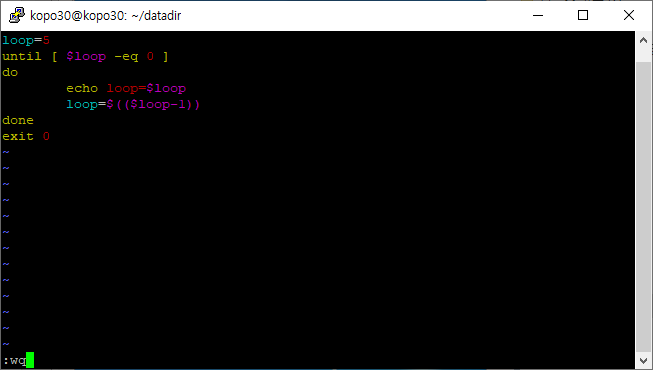 kopo30@kopo30: ~/datadir
loop=5
until [ $loop -eq 0 ]
do
        echo loop=$loop
        loop=$(($loop-1))
done
exit 0
~
~
~
~
~
~
~
~
~
~
~
~
~
:wq